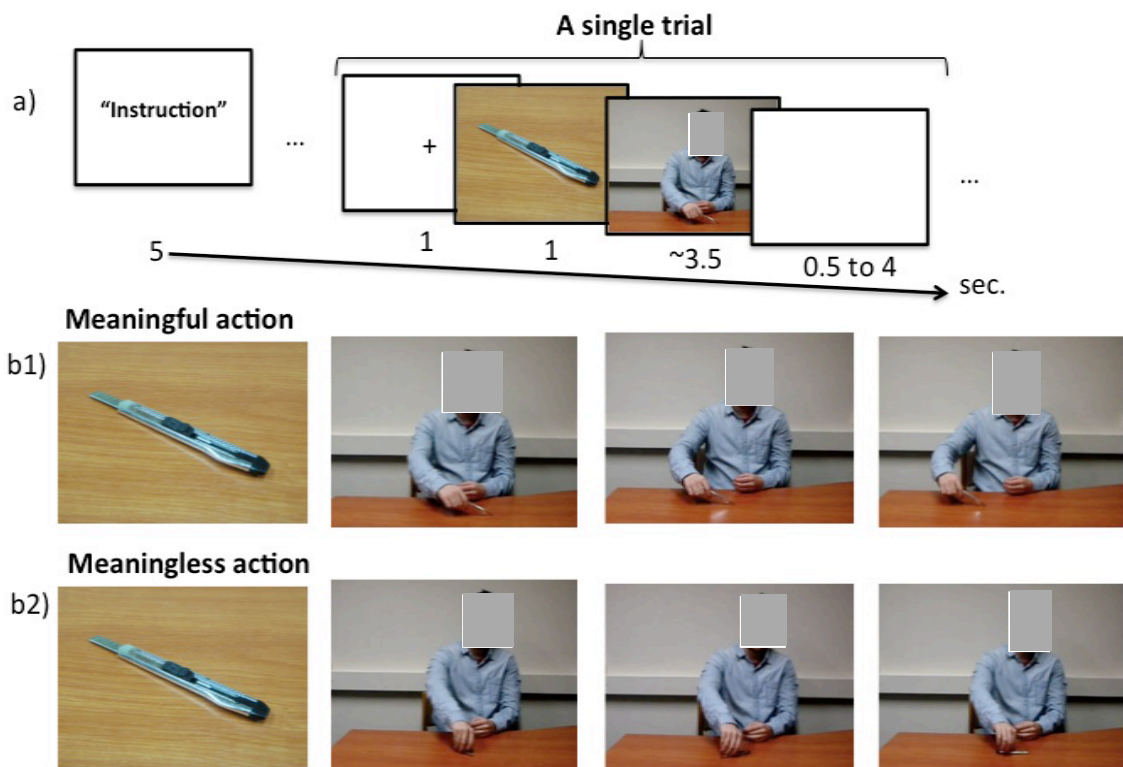 A single trial
a)
“Instruction”
...
+
...
5
1
1
~3.5
0.5 to 4
sec.
Meaningful action
b1)
Meaningless action
b2)